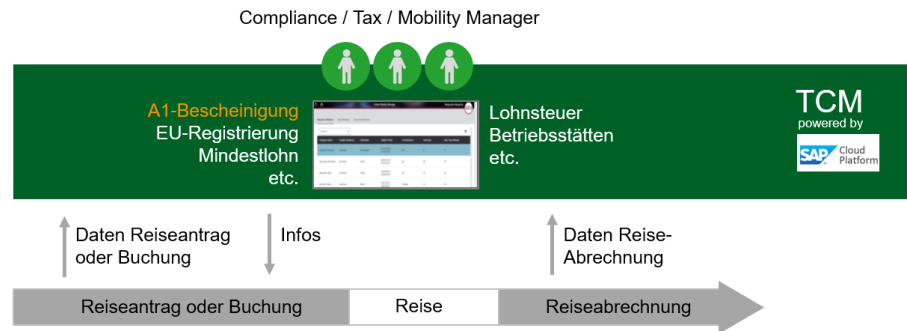 Compliance / Tax / Mobility Manager
A1-Bescheinigung
EU-Registrierung
Mindestlohn
etc.
Lohnsteuer
Betriebsstätten
etc.
TCM
powered by
SAP Cloud
Platform
Daten Reiseantrag
oder Buchung
Infos
Daten Reise-
Abrechnung
Reiseantrag oder Buchung
Reise
Reiseabrechnung